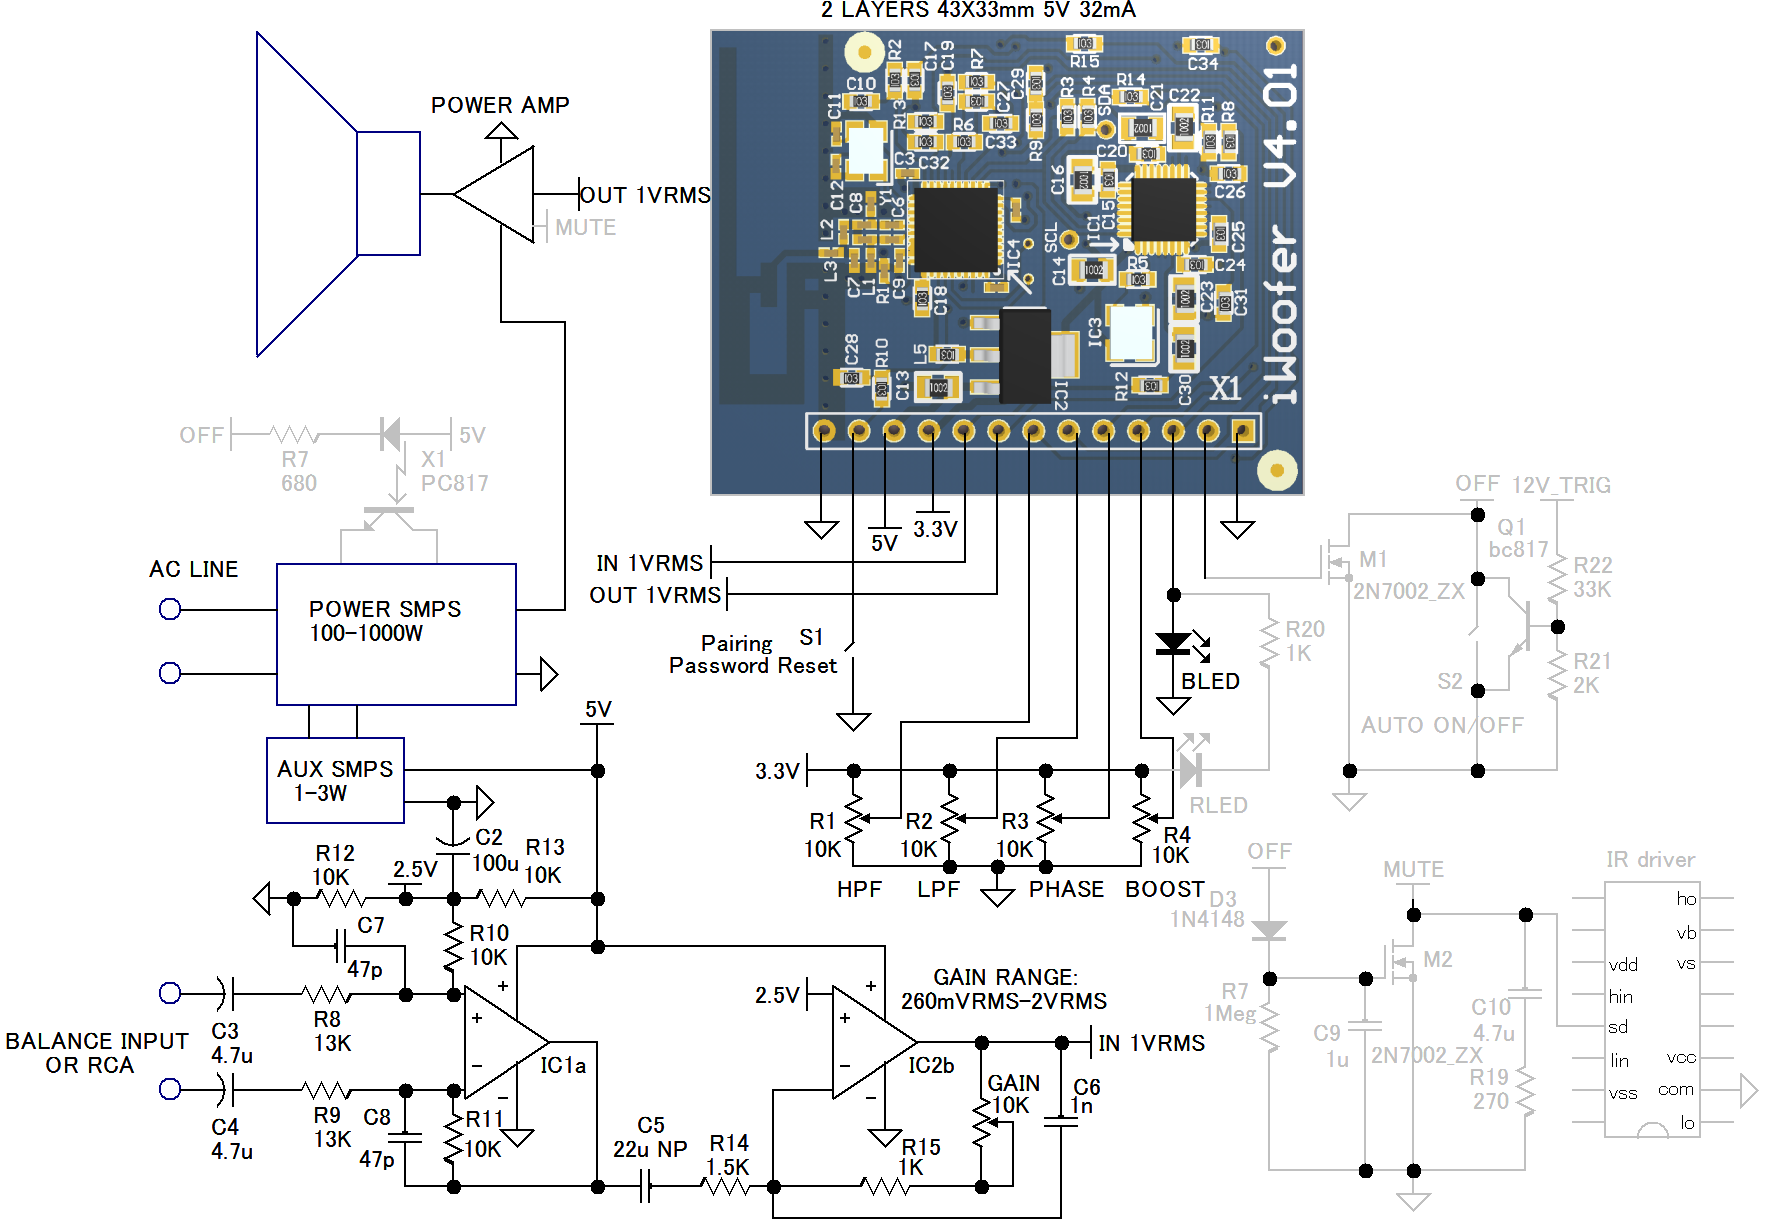 2 LAYERS 43X33mm 5V 32mA
POWER AMP
OUT 1VRMS
MUTE
C11
C10
R2
C17
C19
R7
C27
C29
R15
R3
R4
SDA
R14
C21
C22
R11
R8
C34
R13
R6
C33
R9
C32
C3
C12
Y1
C8
C6
L2
L3
C7
L1
R1
C9
C18
IC4
SCL
C16
C15
C20
IC1
C14
R5
C26
C25
C24
C23
C31
IC3
C28
R10
L5
C13
IC2
R12
C30
X1
iWoofer V4.01
OFF
R7
680
X1
PC817
5V
5V
3.3V
IN 1VRMS
OUT 1VRMS
S1
Pairing
Password Reset
BLED
R20
1K
RLED
OFF
12V_TRIG
Q1
bc817
M1
2N7002_ZX
R22
33K
R21
2K
S2
AUTO ON/OFF
AC LINE
POWER SMPS
100-1000W
AUX SMPS
1-3W
5V
3.3V
R1
10K
R2
10K
R3
10K
R4
10K
HPF
LPF
PHASE
BOOST
C2
100u
R13
10K
R12
10K
2.5V
C7
47p
R10
10K
C3
4.7u
R8
13K
BALANCE INPUT
OR RCA
C4
4.7u
R9
13K
C8
47p
R11
10K
IC1a
+
+
-
-
C5
22u NP
R14
1.5K
R15
1K
2.5V
+
+
-
-
IC2b
GAIN RANGE:
260mVRMS-2VRMS
IN 1VRMS
GAIN
10K
C6
1n
OFF
D3
1N4148
R7
1Meg
C9
1u
MUTE
M2
2N7002_ZX
C10
4.7u
R19
270
IR driver
ho
vb
vdd
vs
hin
sd
lin
vcc
vss
com
lo